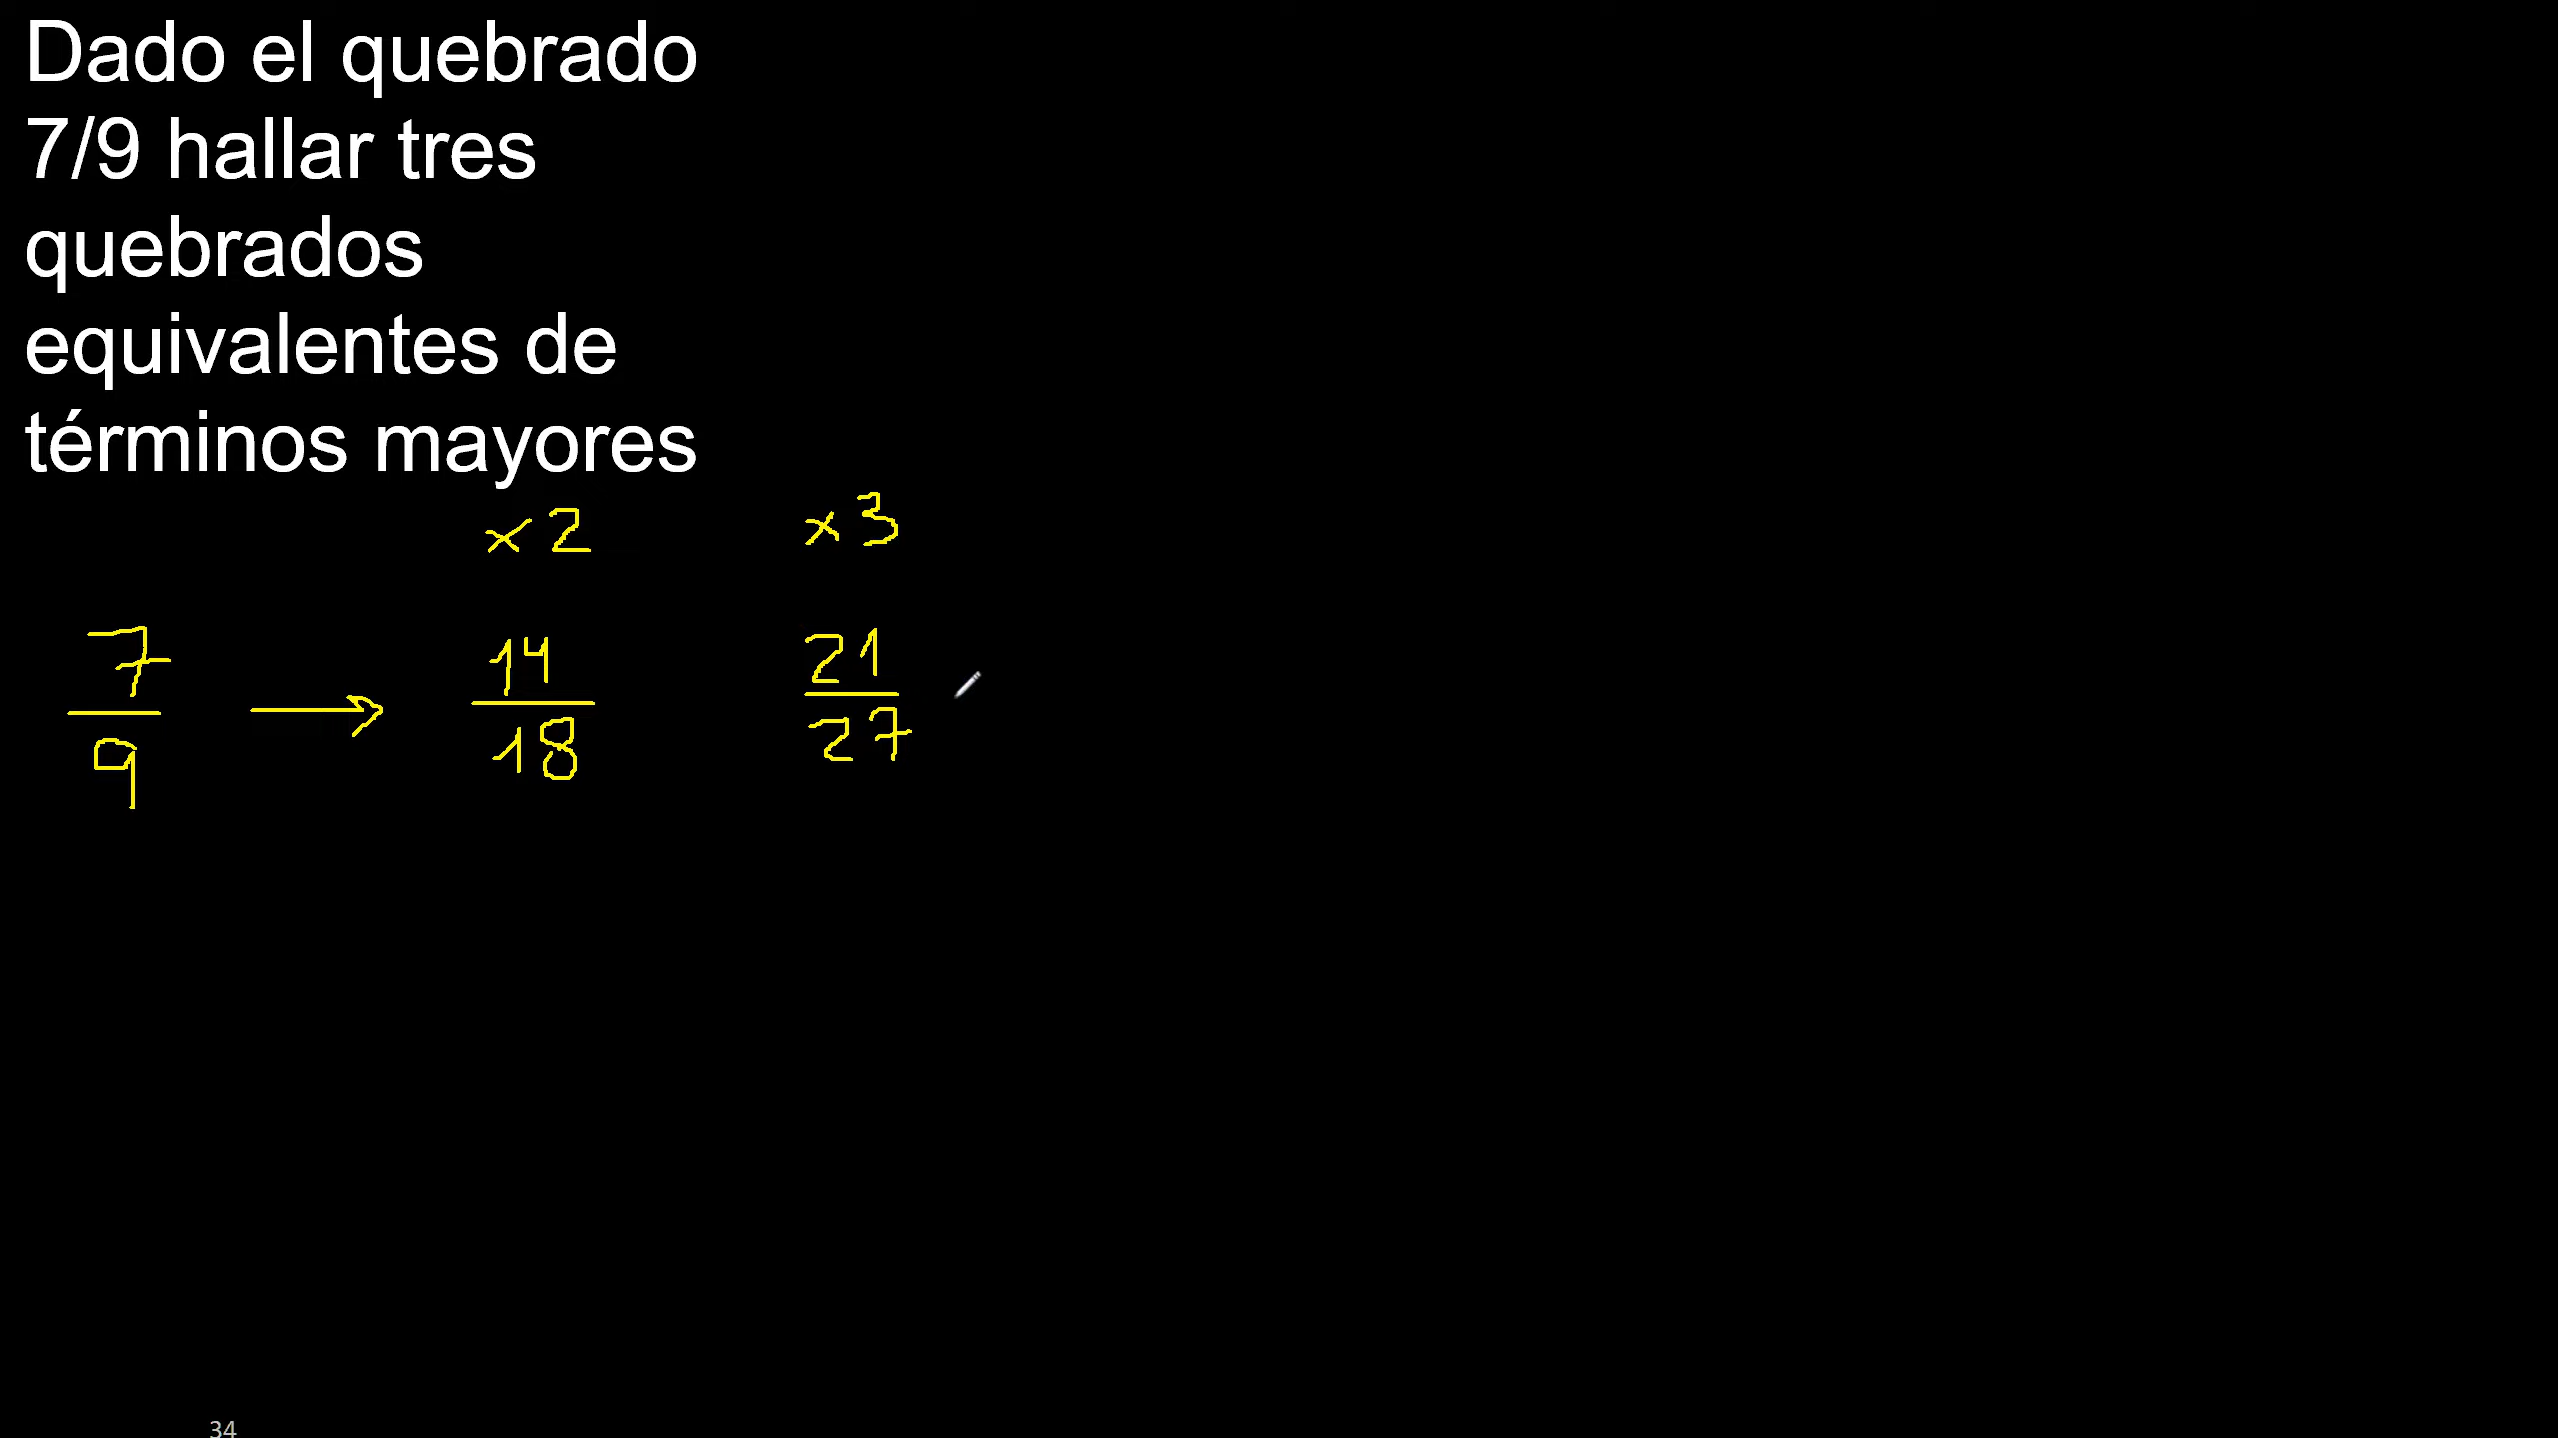 Dado el quebrado
7/9 hallar tres
quebrados
equivalentes de
términos mayores
x2 x3
7/9 → 14/18 21/27
34